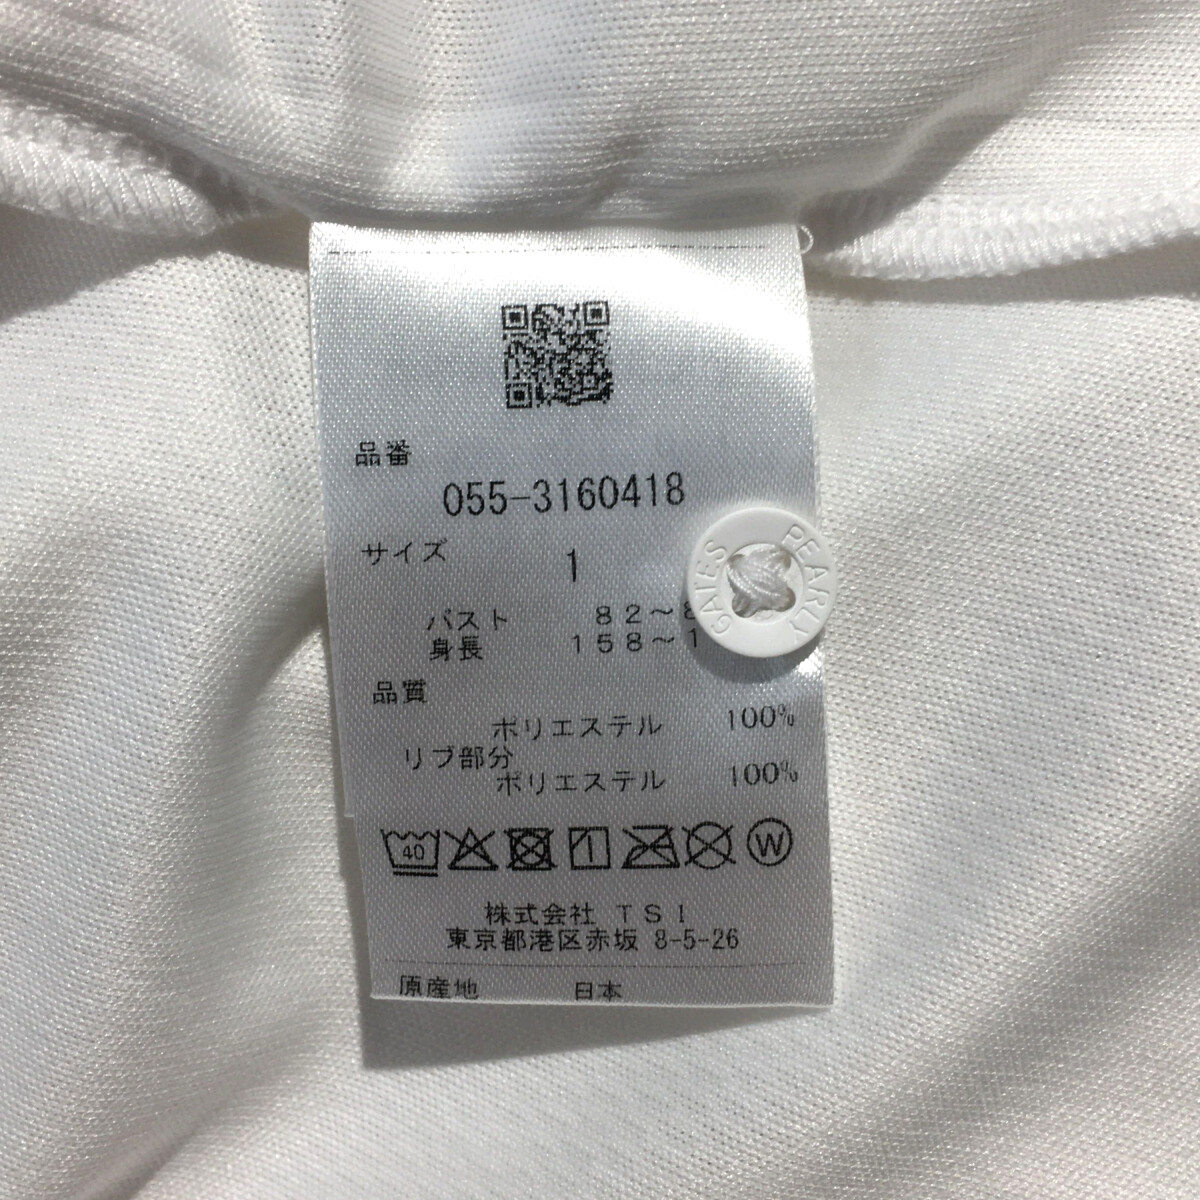 品番
055-3160418
サイズ 1
バスト 82～8
身長 158～1
品質
ポリエステル 100%
リブ部分
ポリエステル 100%
40 W
株式会社 TSI
東京都港区赤坂 8-5-26
原産地 日本
PEARLY GATES